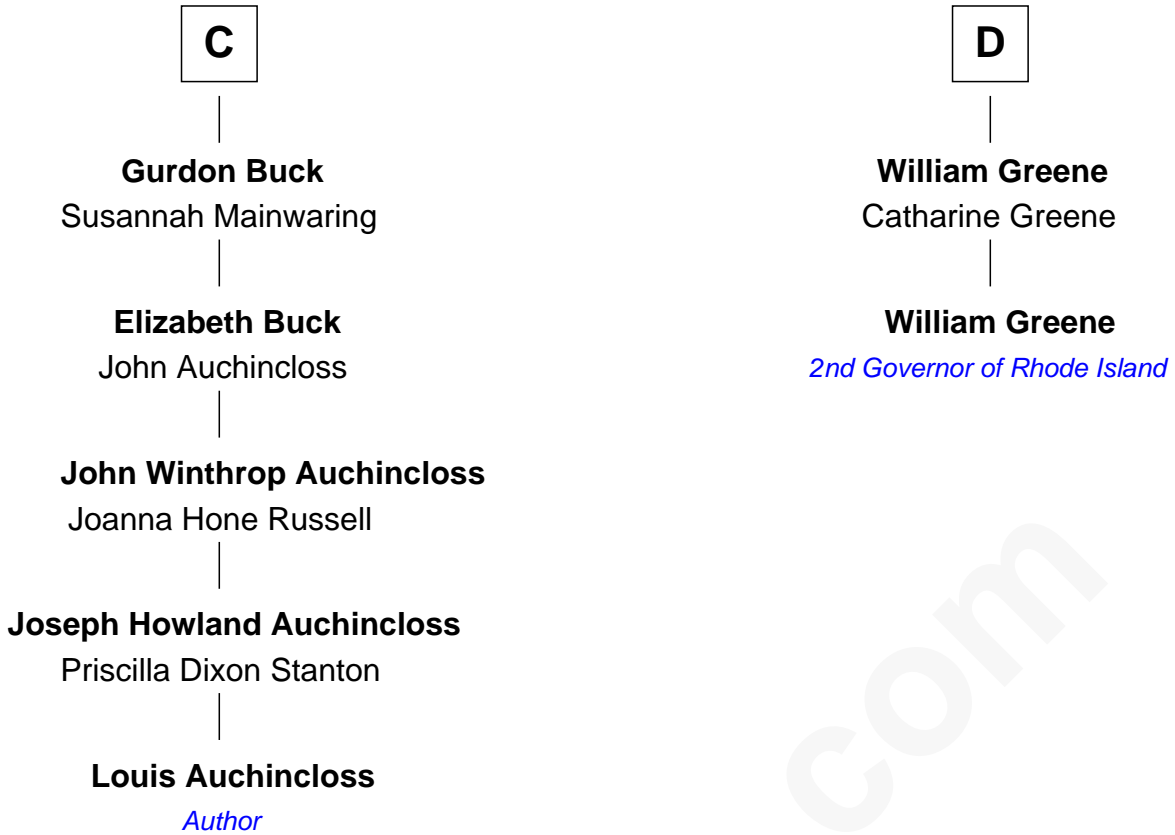 C
Gurdon Buck
Susannah Mainwaring
Elizabeth Buck
John Auchincloss
John Winthrop Auchincloss
Joanna Hone Russell
Joseph Howland Auchincloss
Priscilla Dixon Stanton
Louis Auchincloss
Author
D
William Greene
Catharine Greene
William Greene
2nd Governor of Rhode Island
com